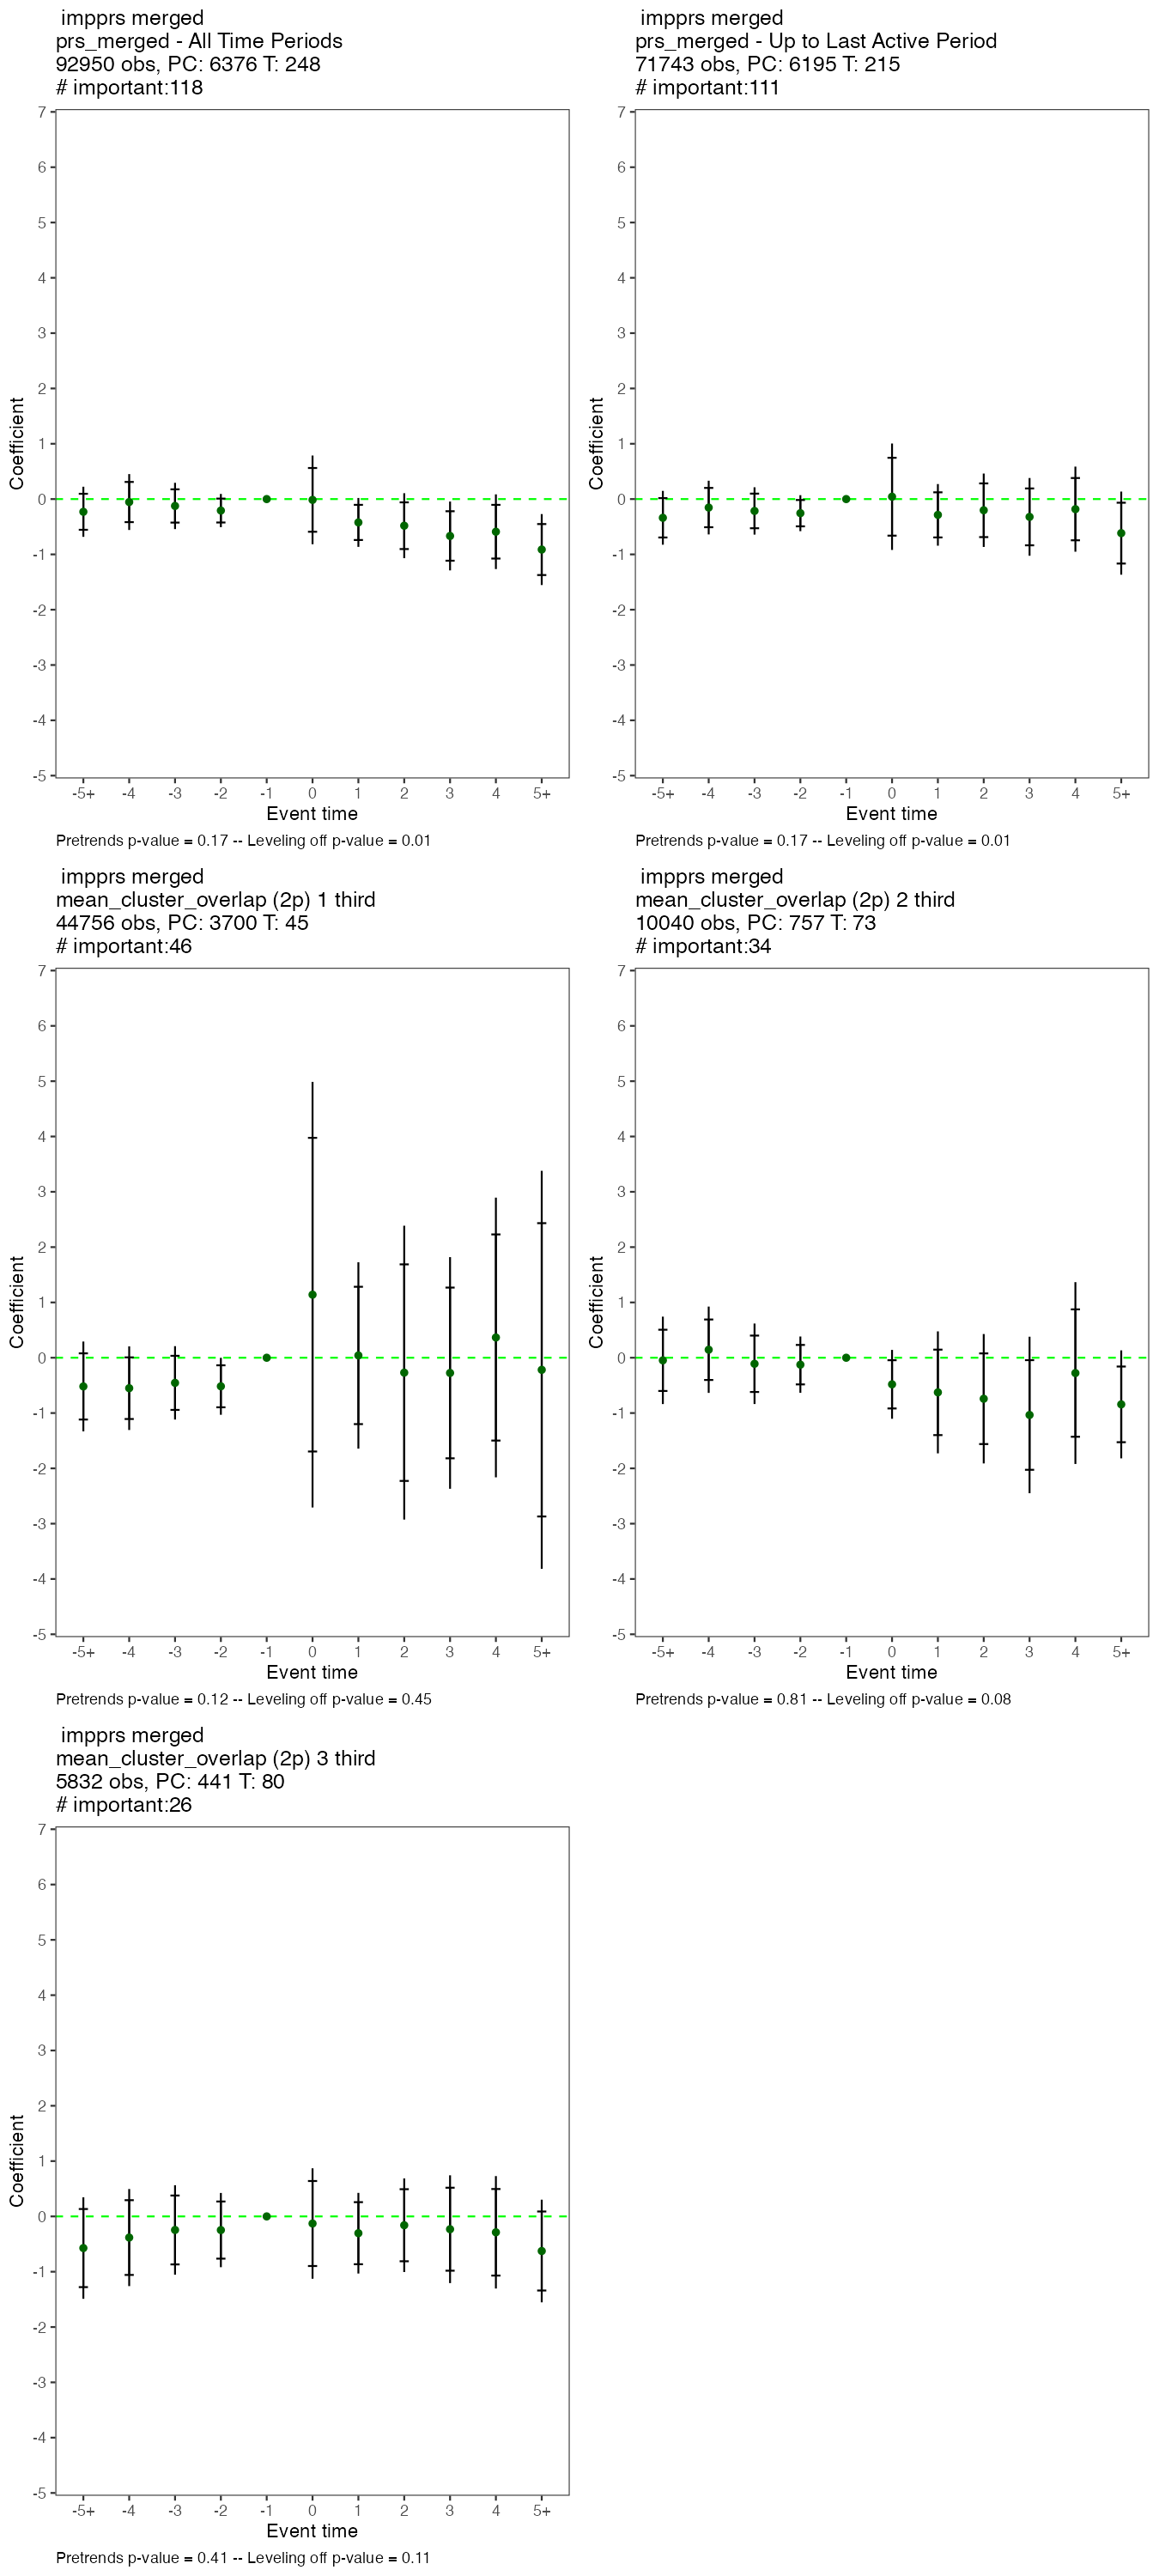 impprs merged
prs_merged - All Time Periods
92950 obs, PC: 6376 T: 248
# important:118
7
6
5
4
3
2
1
0
-1
-2
-3
-4
-5
Coefficient
-5+ -4 -3 -2 -1 0 1 2 3 4 5+
Event time
Pretrends p-value = 0.17 -- Leveling off p-value = 0.01
impprs merged
prs_merged - Up to Last Active Period
71743 obs, PC: 6195 T: 215
# important:111
7
6
5
4
3
2
1
0
-1
-2
-3
-4
-5
Coefficient
-5+ -4 -3 -2 -1 0 1 2 3 4 5+
Event time
Pretrends p-value = 0.17 -- Leveling off p-value = 0.01
impprs merged
mean_cluster_overlap (2p) 1 third
44756 obs, PC: 3700 T: 45
# important:46
7
6
5
4
3
2
1
0
-1
-2
-3
-4
-5
Coefficient
-5+ -4 -3 -2 -1 0 1 2 3 4 5+
Event time
Pretrends p-value = 0.12 -- Leveling off p-value = 0.45
impprs merged
mean_cluster_overlap (2p) 2 third
10040 obs, PC: 757 T: 73
# important:34
7
6
5
4
3
2
1
0
-1
-2
-3
-4
-5
Coefficient
-5+ -4 -3 -2 -1 0 1 2 3 4 5+
Event time
Pretrends p-value = 0.81 -- Leveling off p-value = 0.08
impprs merged
mean_cluster_overlap (2p) 3 third
5832 obs, PC: 441 T: 80
# important:26
7
6
5
4
3
2
1
0
-1
-2
-3
-4
-5
Coefficient
-5+ -4 -3 -2 -1 0 1 2 3 4 5+
Event time
Pretrends p-value = 0.41 -- Leveling off p-value = 0.11